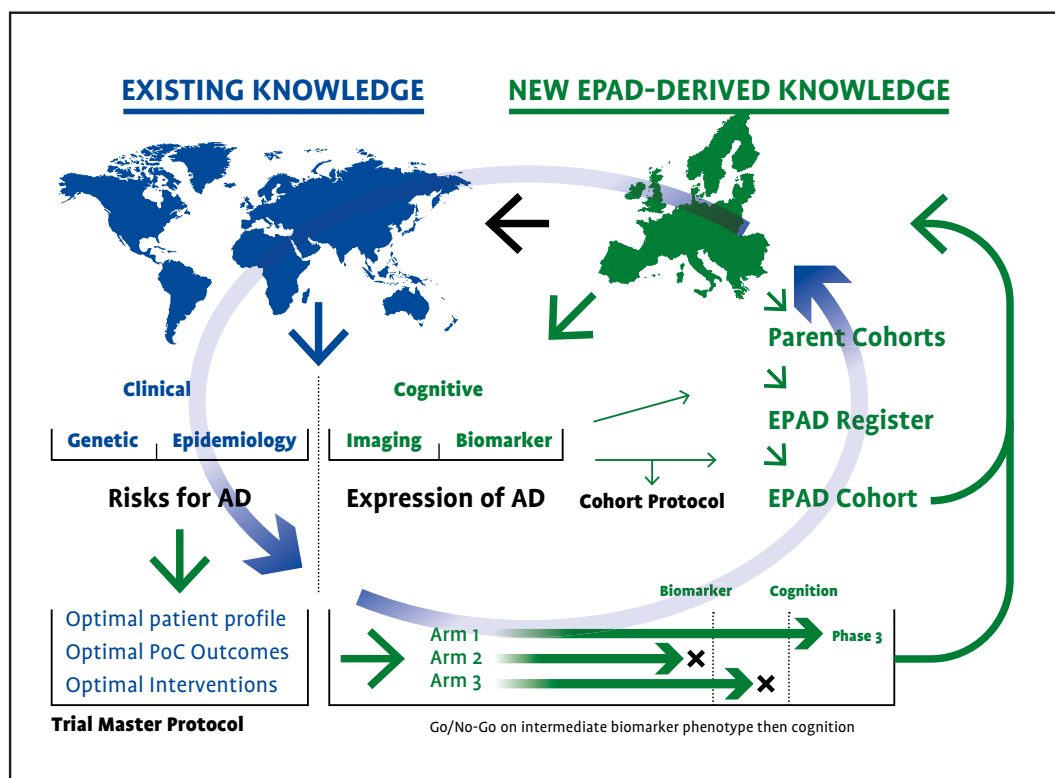 EXISTING KNOWLEDGE
NEW EPAD-DERIVED KNOWLEDGE
Parent Cohorts
Clinical
Cognitive
EPAD Register
Genetic
Epidemiology
Imaging
Biomarker
Risks for AD
Expression of AD
Cohort Protocol
EPAD Cohort
Biomarker
Cognition
Optimal patient profile
Optimal PoC Outcomes
Optimal Interventions
Trial Master Protocol
Arm 1
Phase 3
Arm 2
Arm 3
Go/No-Go on intermediate biomarker phenotype then cognition